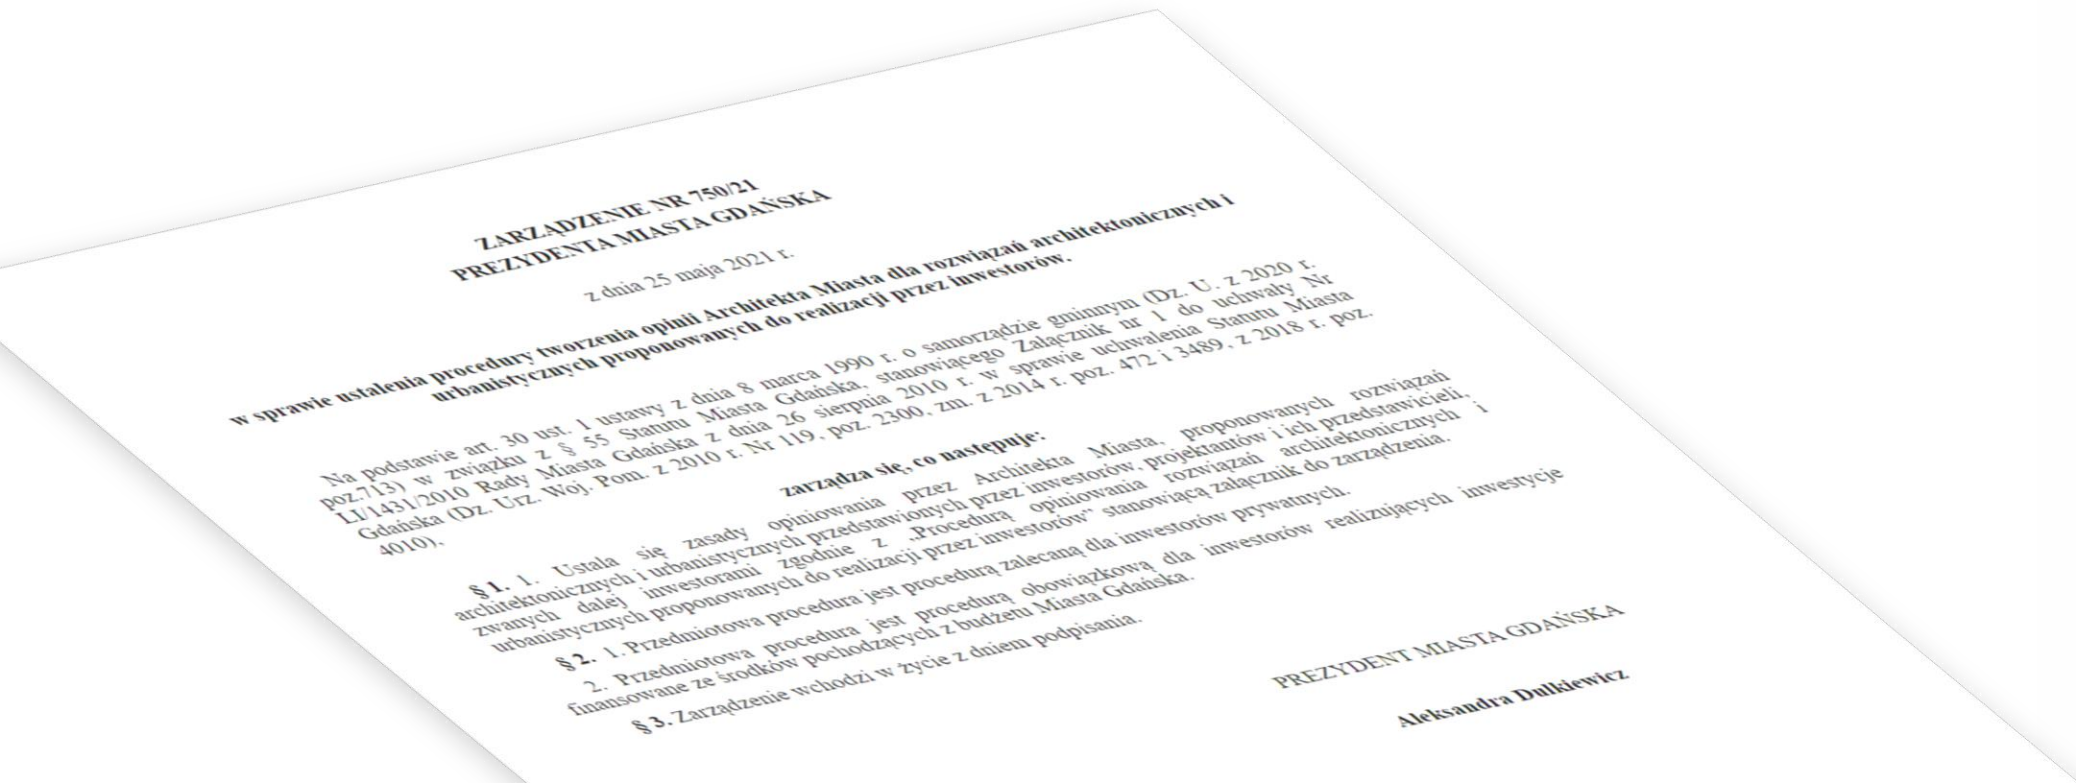 ZARZĄDZENIE NR 750/21
PREZYDENTA MIASTA GDAŃSKA
z dnia 25 maja 2021 r.
w sprawie ustalenia procedury tworzenia opinii Architekta Miasta dla rozwiązań architektonicznych i
urbanistycznych proponowanych do realizacji przez inwestorów.
Na podstawie art. 30 ust. 1 ustawy z dnia 8 marca 1990 r. o samorządzie gminnym (Dz. U. z 2020 r.
poz.713) w związku z § 55 Statutu Miasta Gdańska, stanowiącego Załącznik nr 1 do uchwały Nr
LI/1431/2010 Rady Miasta Gdańska z dnia 26 sierpnia 2010 r. w sprawie uchwalenia Statutu Miasta
Gdańska (Dz. Urz. Woj. Pom. z 2010 r. Nr 119, poz. 2300, zm. z 2014 r. poz. 472 i 3489, z 2018 r. poz.
4010),
zarządza się, co następuje:
§ 1. 1. Ustala się zasady opiniowania przez Architekta Miasta, proponowanych rozwiązań
architektonicznych i urbanistycznych przedstawionych przez inwestorów, projektantów i ich przedstawicieli,
zwanych dalej inwestorami zgodnie z „Procedurą opiniowania rozwiązań architektonicznych i
urbanistycznych proponowanych do realizacji przez inwestorów" stanowiącą załącznik do zarządzenia.
§ 2. 1. Przedmiotowa procedura jest procedurą zalecaną dla inwestorów prywatnych.
2. Przedmiotowa procedura jest procedurą obowiązkową dla inwestorów realizujących inwestycje
finansowane ze środków pochodzących z budżetu Miasta Gdańska.
§ 3. Zarządzenie wchodzi w życie z dniem podpisania.
PREZYDENT MIASTA GDAŃSKA
Aleksandra Dulkiewicz